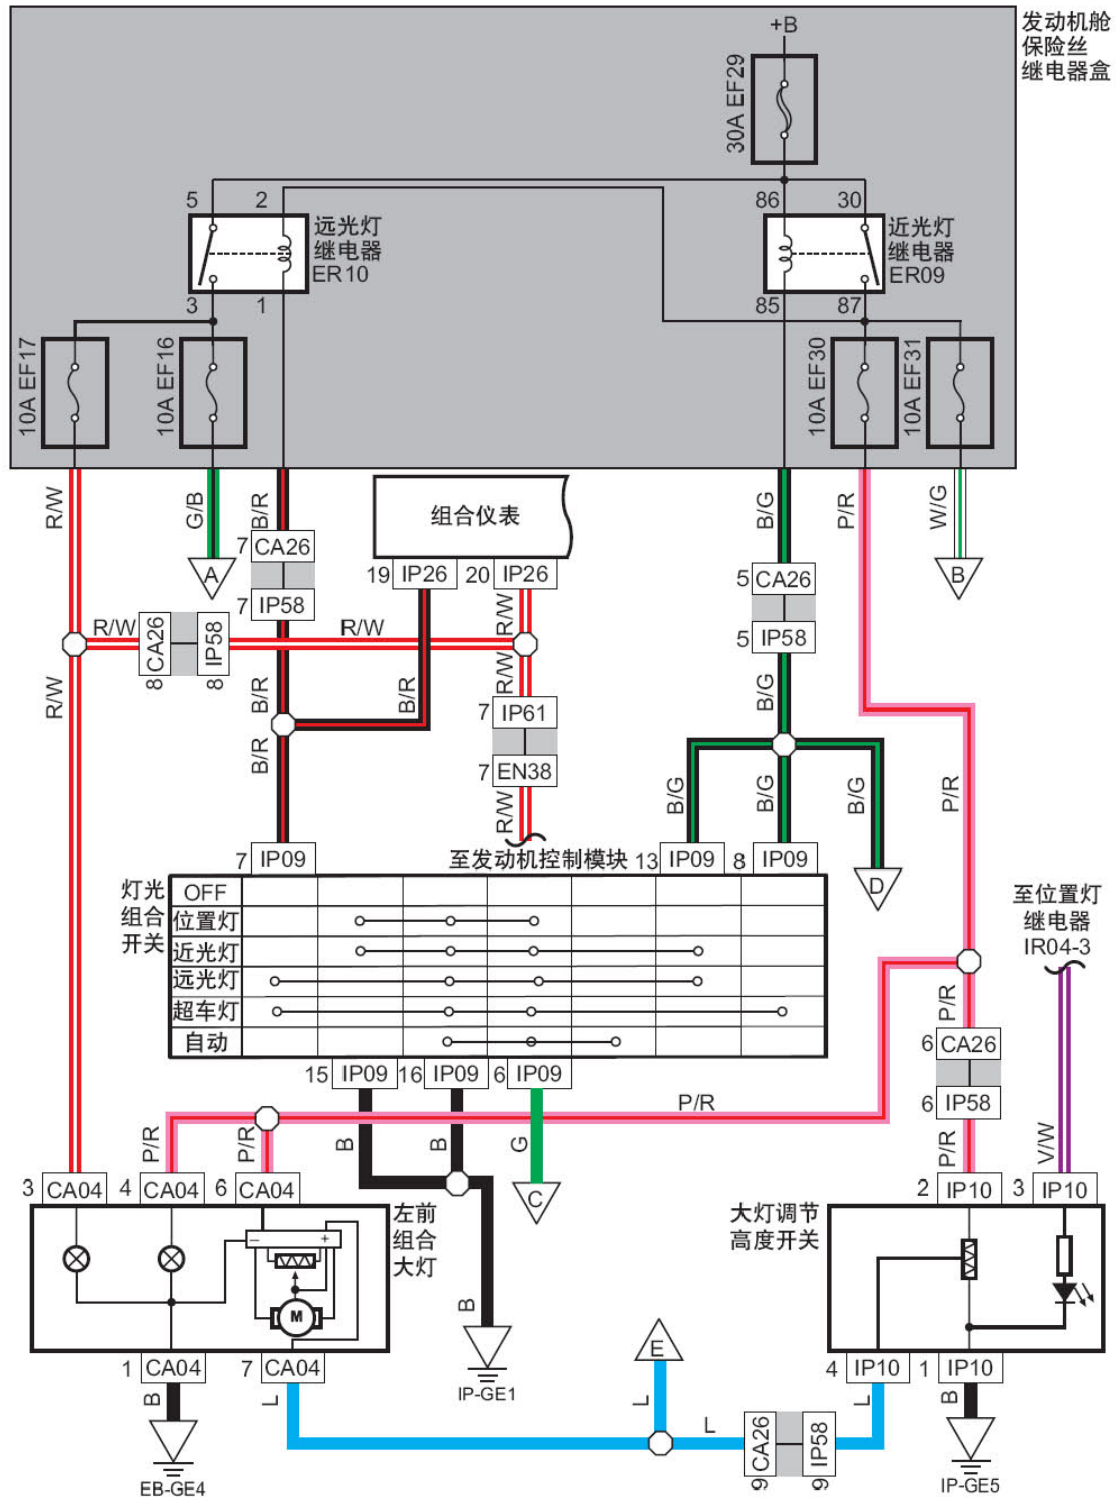 +B
发动机舱
保险丝
继电器盒
30A EF29
5
2
86
30
远光灯
继电器
ER10
近光灯
继电器
ER09
3
1
85
87
10A EF17
10A EF16
10A EF30
10A EF31
R/W
G/B
B/R
组合仪表
B/G
P/R
W/G
7 CA26
19 IP26
20 IP26
5 CA26
A
B
7 IP58
R/W
8 CA26
8 IP58
R/W
R/W
5 IP58
R/W
B/R
B/R
R/W
B/G
7 IP61
B/R
7 EN38
R/W
B/G
B/G
B/G
P/R
7 IP09
至发动机控制模块
13 IP09
8 IP09
D
灯光
组合
开关
OFF
位置灯
近光灯
远光灯
超车灯
自动
至位置灯
继电器
IR04-3
P/R
6 CA26
15 IP09
16 IP09
6 IP09
6 IP58
P/R
P/R
P/R
B
B
G
P/R
V/W
3 CA04
4 CA04
6 CA04
C
2 IP10
3 IP10
左前
组合
大灯
大灯调节
高度开关
−
+
M
B
E
1 CA04
7 CA04
IP-GE1
4 IP10
1 IP10
B
L
L
L
9 CA26
9 IP58
L
B
EB-GE4
IP-GE5